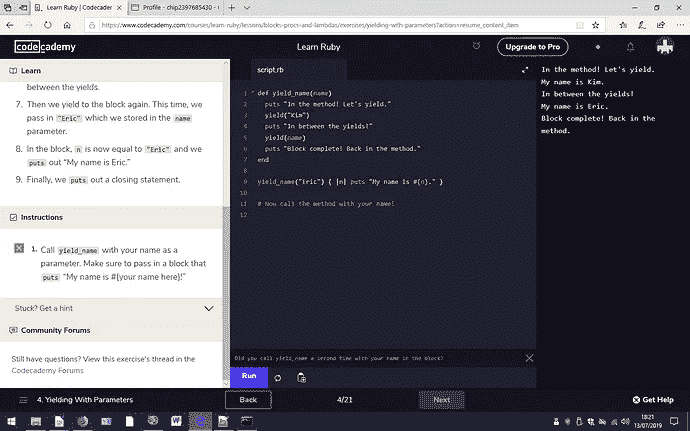 Learn Ruby | Codecader
Profile - chip2397685430 - C
https://www.codecademy.com/courses/learn-ruby/lessons/blocks-procs-and-lambdas/exercises/yielding-with-parameters?action=resume_content_item
codecademy
Learn Ruby
Upgrade to Pro
Learn
between the yields.
7. Then we yield to the block again. This time, we
pass in "Eric" which we stored in the name
parameter.
8. In the block, n is now equal to "Eric" and we
puts out "My name is Eric."
9. Finally, we puts out a closing statement.
Instructions
1. Call yield_name with your name as a
parameter. Make sure to pass in a block that
puts "My name is #{your name here}!"
Stuck? Get a hint
Community Forums
Still have questions? View this exercise's thread in the
Codecademy Forums
script.rb
1 def yield_name(name)
2 puts "In the method! Let's yield."
3 yield("Kim")
4 puts "In between the yields!"
5 yield(name)
6 puts "Block complete! Back in the method."
7 end
8
9 yield_name("Eric") { |n| puts "My name is #{n}." }
10
11 # Now call the method with your name!
12
Did you call yield_name a second time with your name in the block?
Run
In the method! Let's yield.
My name is Kim.
In between the yields!
My name is Eric.
Block complete! Back in the
method.
4. Yielding With Parameters
Back
4/21
Next
Get Help
18:21
13/07/2019